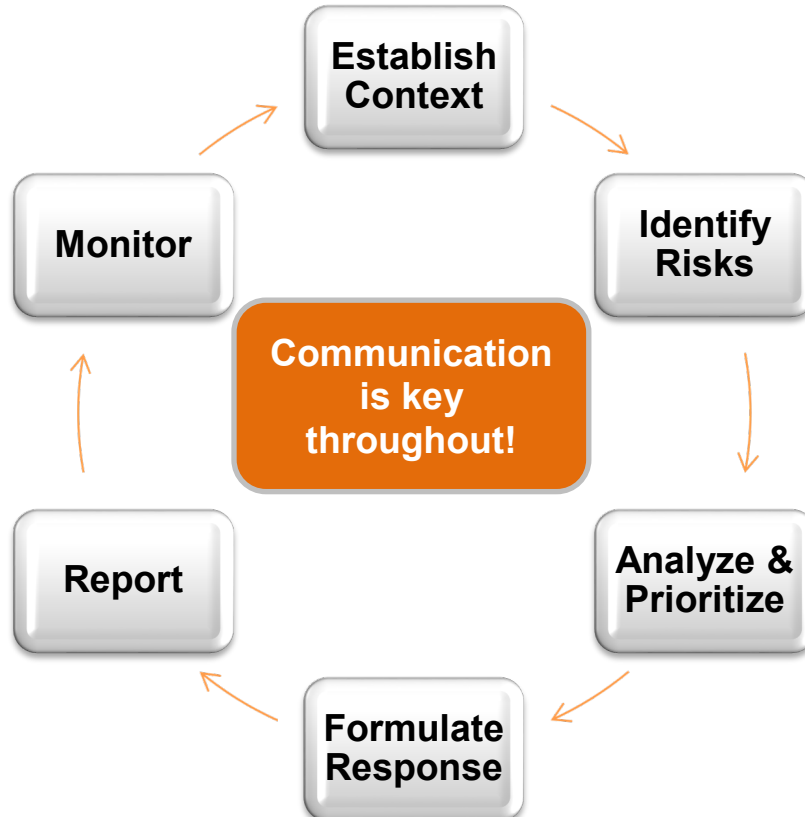 Establish
Context
Identify
Risks
Analyze &
Prioritize
Formulate
Response
Report
Monitor
Communication
is key
throughout!